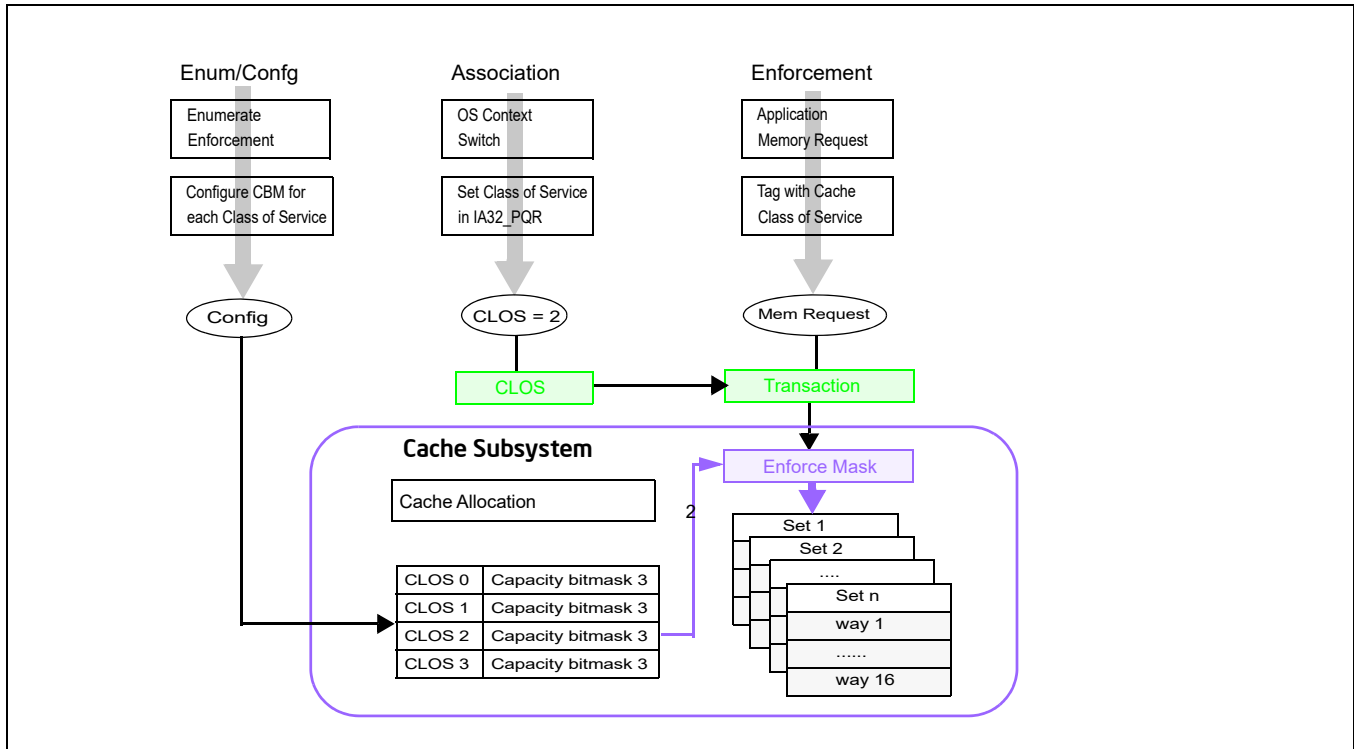 Enum/Confg
Association
Enforcement
Enumerate
Enforcement
OS Context
Switch
Application
Memory Request
Configure CBM for
each Class of Service
Set Class of Service
in IA32_PQR
Tag with Cache
Class of Service
Config
CLOS = 2
Mem Request
CLOS
Transaction
Cache Subsystem
Enforce Mask
Cache Allocation
2
Set 1
Set 2
....
Set n
way 1
......
way 16
CLOS 0 Capacity bitmask 3
CLOS 1 Capacity bitmask 3
CLOS 2 Capacity bitmask 3
CLOS 3 Capacity bitmask 3